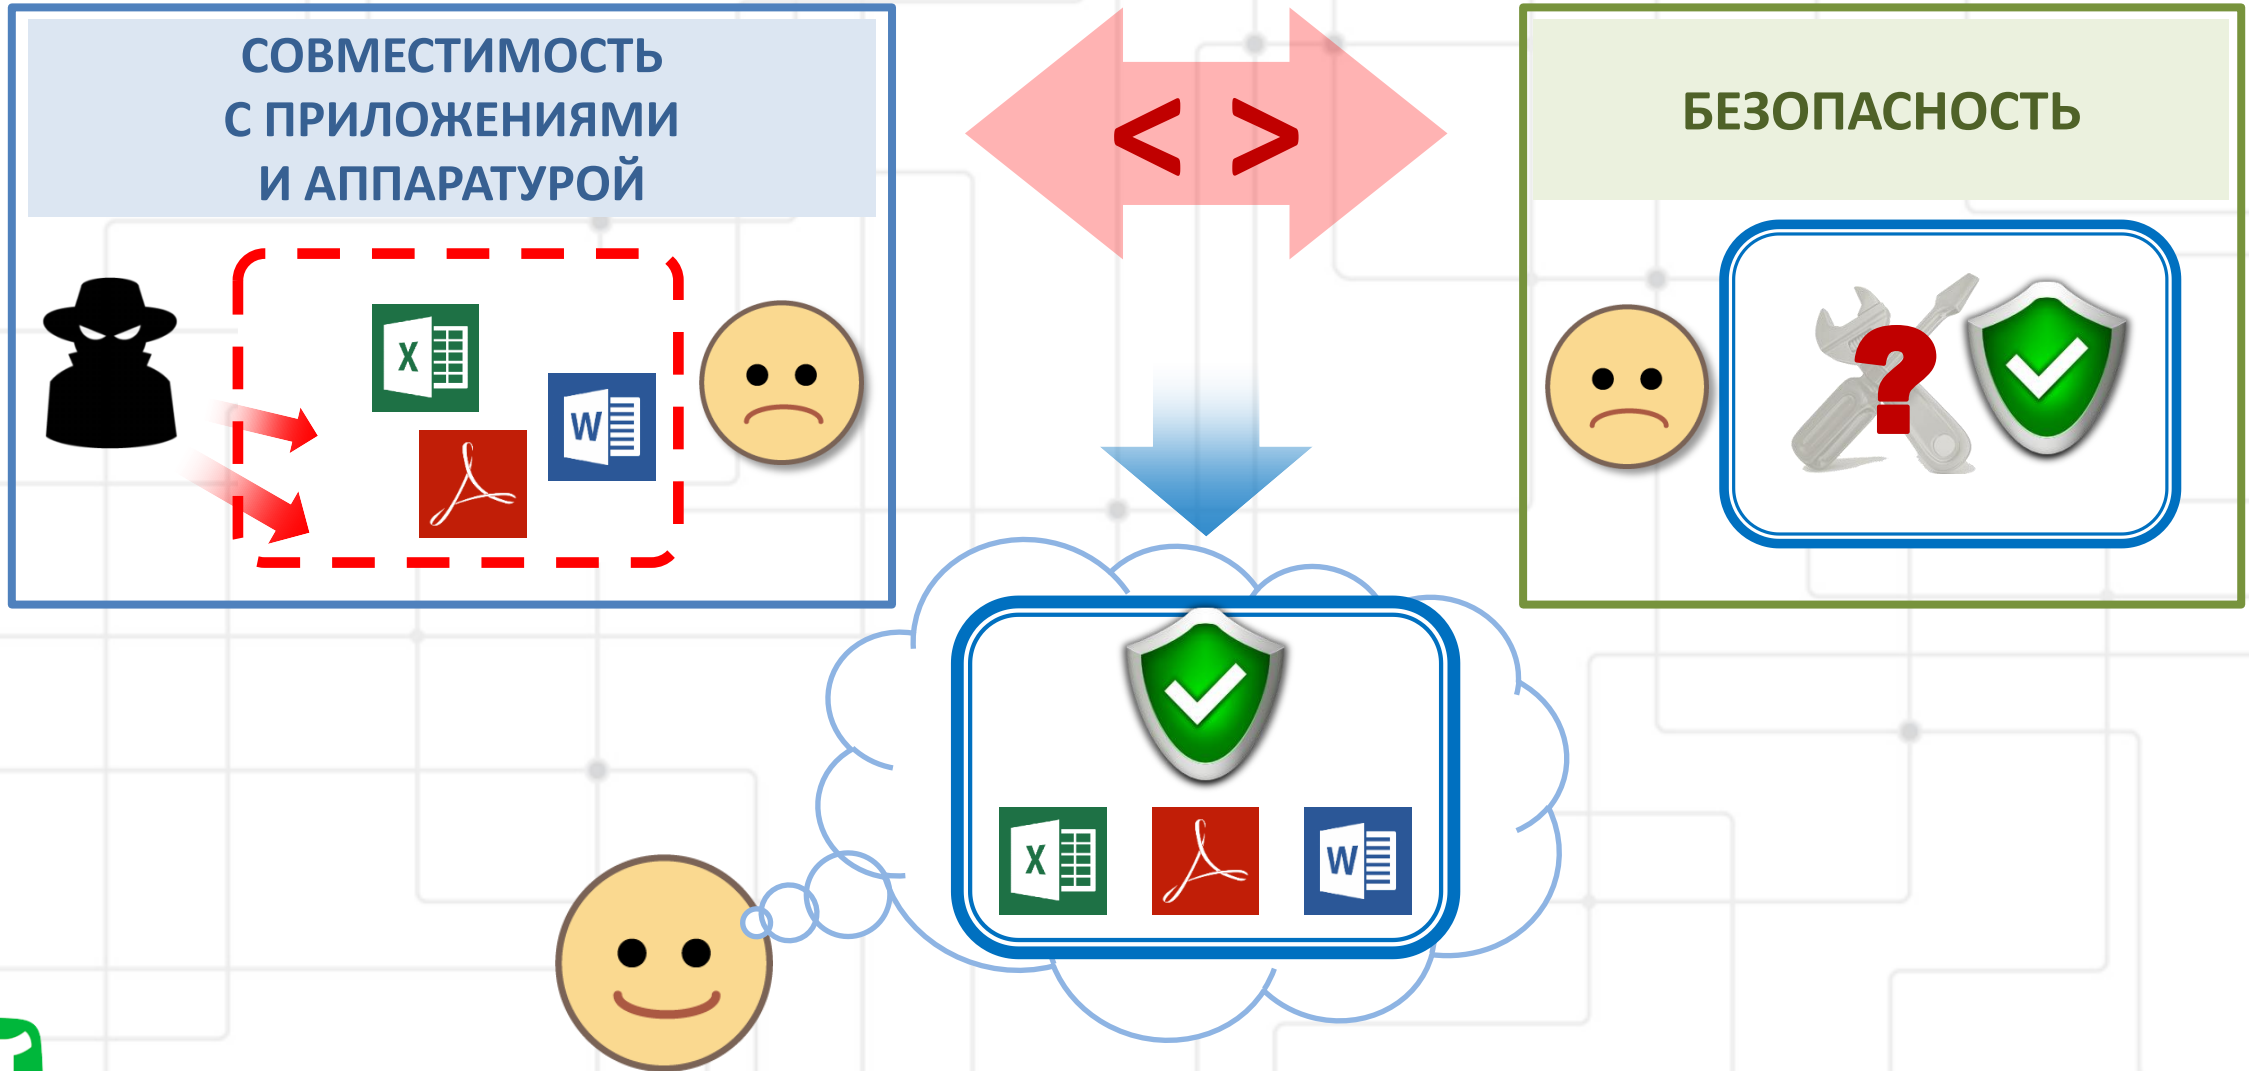 СОВМЕСТИМОСТЬ
С ПРИЛОЖЕНИЯМИ
И АППАРАТУРОЙ
< >
БЕЗОПАСНОСТЬ
X
W
?
X
W